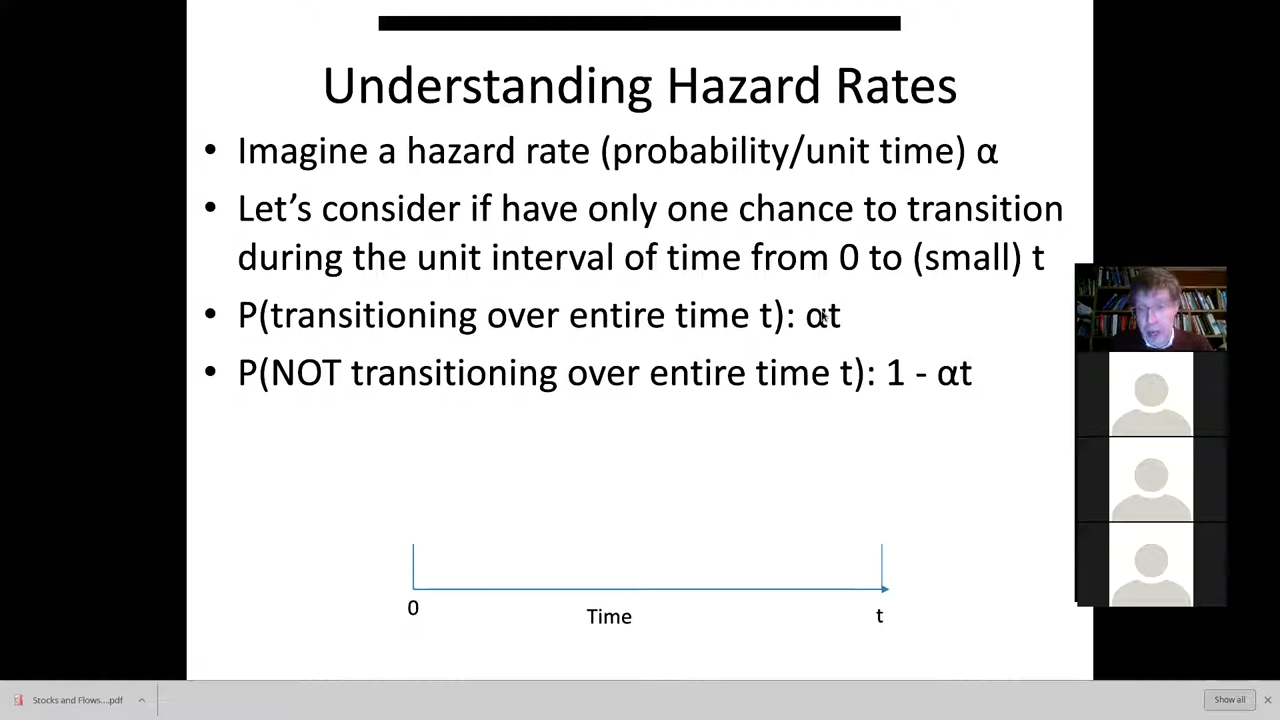 Understanding Hazard Rates
• Imagine a hazard rate (probability/unit time) α
• Let’s consider if have only one chance to transition
during the unit interval of time from 0 to (small) t
• P(transitioning over entire time t): αt
• P(NOT transitioning over entire time t): 1 - αt
0
Time
t
Stocks and Flows....pdf
Show all